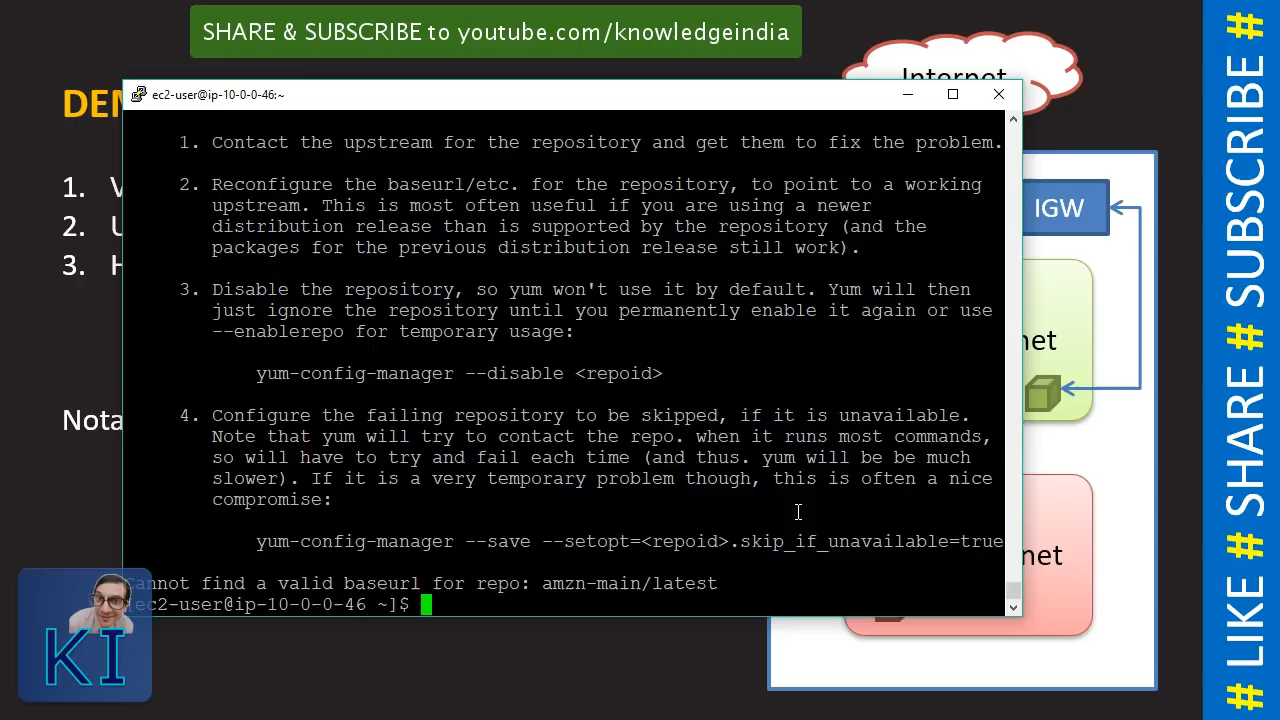 SHARE & SUBSCRIBE to youtube.com/knowledgeindia
Internet
DEM
ec2-user@ip-10-0-0-46:~
1. Contact the upstream for the repository and get them to fix the problem.
2. Reconfigure the baseurl/etc. for the repository, to point to a working
upstream. This is most often useful if you are using a newer
distribution release than is supported by the repository (and the
packages for the previous distribution release still work).
3. Disable the repository, so yum won't use it by default. Yum will then
just ignore the repository until you permanently enable it again or use
--enablerepo for temporary usage:
yum-config-manager --disable <repoid>
4. Configure the failing repository to be skipped, if it is unavailable.
Note that yum will try to contact the repo. when it runs most commands,
so will have to try and fail each time (and thus. yum will be be much
slower). If it is a very temporary problem though, this is often a nice
compromise:
yum-config-manager --save --setopt=<repoid>.skip_if_unavailable=true
Cannot find a valid baseurl for repo: amzn-main/latest
[ec2-user@ip-10-0-0-46 ~]$
1. V
2. U
3. H
Nota
IGW
net
net
KI
# LIKE # SHARE # SUBSCRIBE #